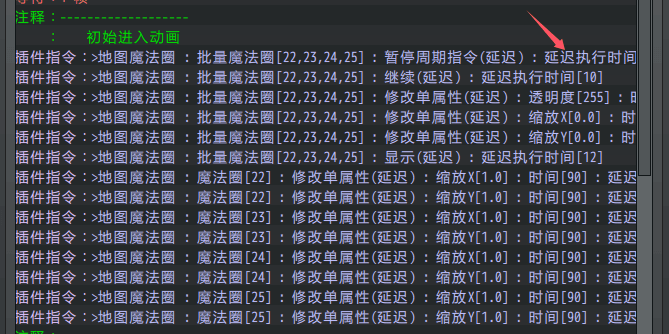 注释：------------------
：　初始进入动画
插件指令：>地图魔法圈 : 批量魔法圈[22,23,24,25] : 暂停周期指令(延迟) : 延迟执行时间
插件指令：>地图魔法圈 : 批量魔法圈[22,23,24,25] : 继续(延迟) : 延迟执行时间[10]
插件指令：>地图魔法圈 : 批量魔法圈[22,23,24,25] : 修改单属性(延迟) : 透明度[255] :
插件指令：>地图魔法圈 : 批量魔法圈[22,23,24,25] : 修改单属性(延迟) : 缩放X[0.0] : 时
插件指令：>地图魔法圈 : 批量魔法圈[22,23,24,25] : 修改单属性(延迟) : 缩放Y[0.0] : 时
插件指令：>地图魔法圈 : 批量魔法圈[22,23,24,25] : 显示(延迟) : 延迟执行时间[12]
插件指令：>地图魔法圈 : 魔法圈[22] : 修改单属性(延迟) : 缩放X[1.0] : 时间[90] : 延迟
插件指令：>地图魔法圈 : 魔法圈[22] : 修改单属性(延迟) : 缩放Y[1.0] : 时间[90] : 延迟
插件指令：>地图魔法圈 : 魔法圈[23] : 修改单属性(延迟) : 缩放X[1.0] : 时间[90] : 延迟
插件指令：>地图魔法圈 : 魔法圈[23] : 修改单属性(延迟) : 缩放Y[1.0] : 时间[90] : 延迟
插件指令：>地图魔法圈 : 魔法圈[24] : 修改单属性(延迟) : 缩放X[1.0] : 时间[90] : 延迟
插件指令：>地图魔法圈 : 魔法圈[24] : 修改单属性(延迟) : 缩放Y[1.0] : 时间[90] : 延迟
插件指令：>地图魔法圈 : 魔法圈[25] : 修改单属性(延迟) : 缩放X[1.0] : 时间[90] : 延迟
插件指令：>地图魔法圈 : 魔法圈[25] : 修改单属性(延迟) : 缩放Y[1.0] : 时间[90] : 延迟